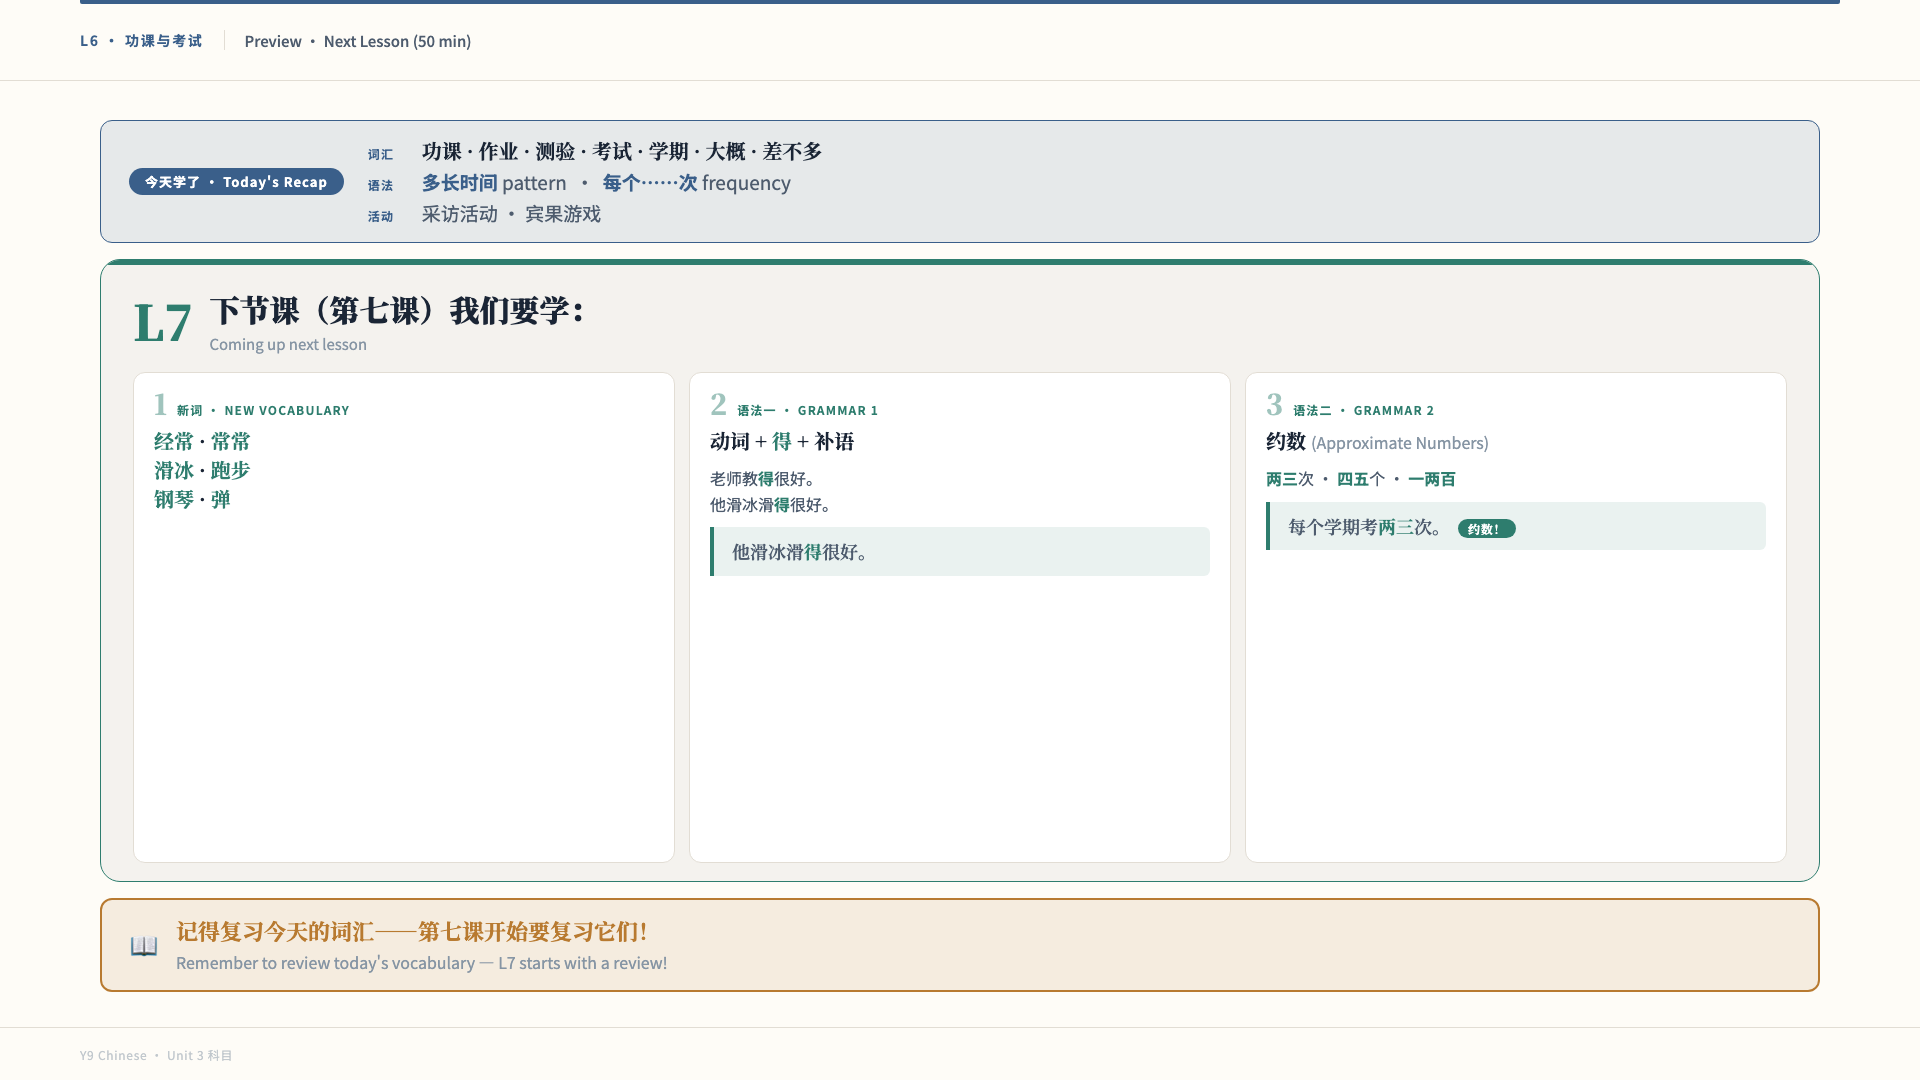 L6 · 功课与考试
Preview · Next Lesson (50 min)
今天学了 · Today's Recap
词汇 功课 · 作业 · 测验 · 考试 · 学期 · 大概 · 差不多
语法 多长时间 pattern · 每个……次 frequency
活动 采访活动 · 宾果游戏
L7 下节课（第七课）我们要学：
Coming up next lesson
1 新词 · NEW VOCABULARY
经常 · 常常
滑冰 · 跑步
钢琴 · 弹
2 语法一 · GRAMMAR 1
动词 + 得 + 补语
老师教得很好。
他滑冰滑得很好。
他滑冰滑得很好。
3 语法二 · GRAMMAR 2
约数 (Approximate Numbers)
两三次 · 四五个 · 一两百
每个学期考两三次。 约数！
记得复习今天的词汇——第七课开始要复习它们！
Remember to review today's vocabulary — L7 starts with a review!
Y9 Chinese · Unit 3 科目